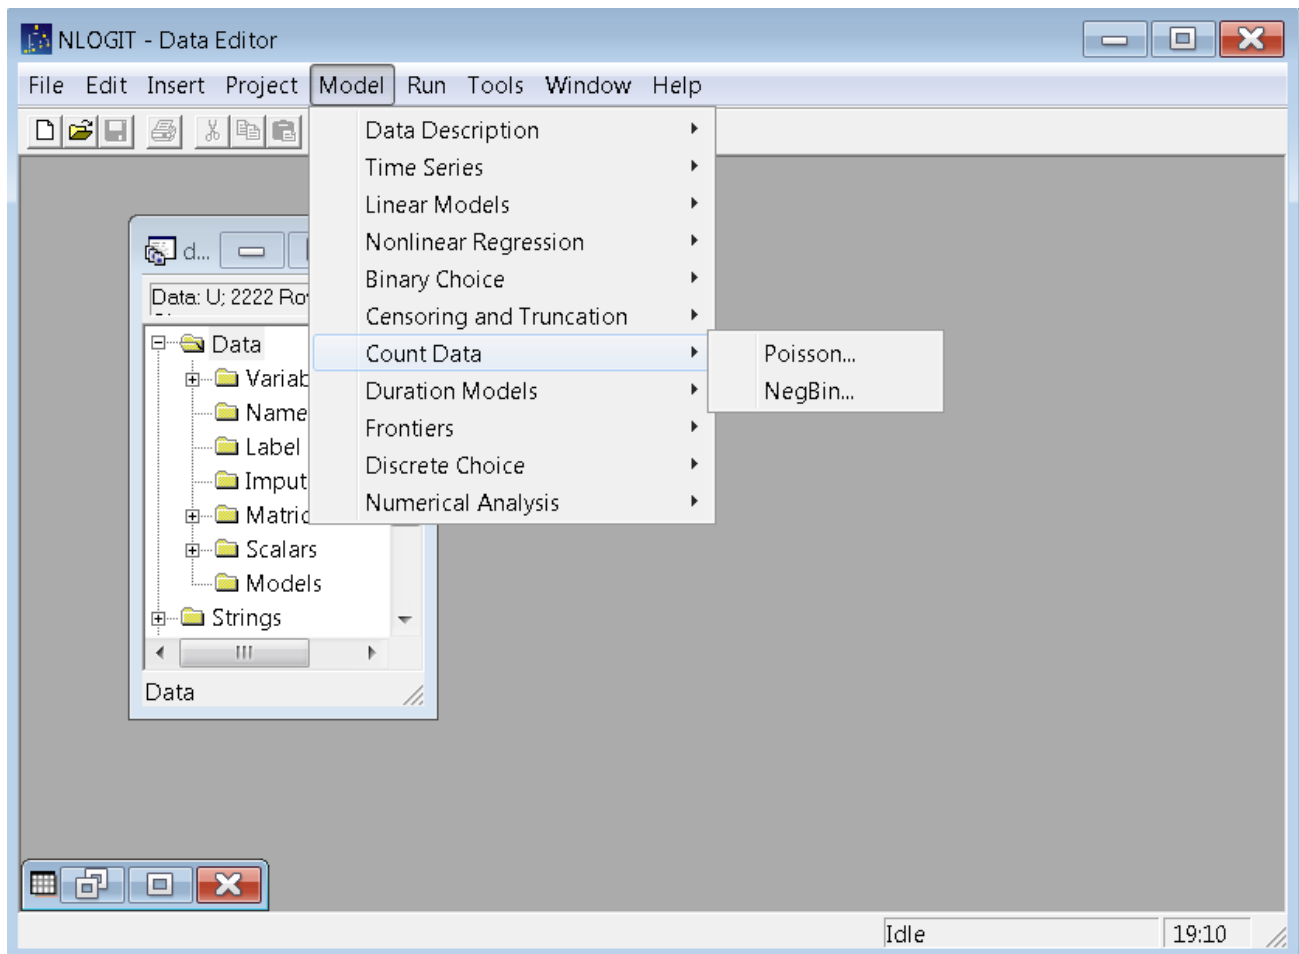 NLOGIT - Data Editor
File Edit Insert Project Model Run Tools Window Help
Data Description
Time Series
Linear Models
Nonlinear Regression
Binary Choice
Censoring and Truncation
Count Data
Duration Models
Frontiers
Discrete Choice
Numerical Analysis
Poisson...
NegBin...
d...
Data: U; 2222 Ro
Data
Variab
Name
Label
Imput
Matric
Scalars
Models
Strings
Data
Idle
19:10